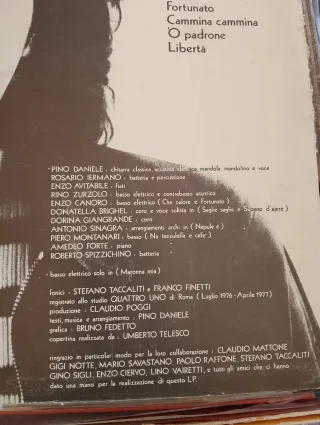 Fortunato
Cammina cammina
'O padrone
Libertà
· PINO DANIELE : chitarra classica, acustica, elettrica, mandola, mandolino e voce
ROSARIO JERMANO : batteria e percussione
ENZO AVITABILE : fiati
RINO ZURZOLO : basso elettrico e contrabasso acustico
ENZO CANORO : basso elettrico ( Che calore e Fortunato )
DONATELLA BRIGHEL : coro e voce solista in ( Saglie saglie e Suonno d'ajere )
DORINA GIANGRANDE : coro
ANTONIO SINAGRA : arrangiamenti archi in ( Napule è )
PIERO MONTANARI : basso ( Na tazzulella e cafè )
AMEDEO FORTE : piano
ROBERTO SPIZZICHINO : batteria
· basso elettrico solo in ( Maronna mia )
fonici : STEFANO TACCALITI e FRANCO FINETTI
registrato allo studio QUATTRO UNO di Roma ( Luglio 1976 - Aprile 1977 )
produzione : CLAUDIO POGGI
testi, musica e arrangiamento : PINO DANIELE
grafica : BRUNO FEDETTO
copertina realizzata da : UMBERTO TELESCO
ringrazio in particolar modo per la loro collaborazione : CLAUDIO MATTONE
GIGI NOTTE, MARIO SAVASTANO, PAOLO RAFFONE, STEFANO TACCALITI
GINO SIGLI, ENZO CIERVO, LINO VAIRETTI, e tutti gli amici che ci hanno
dato una mano per la realizzazione di questo L.P.